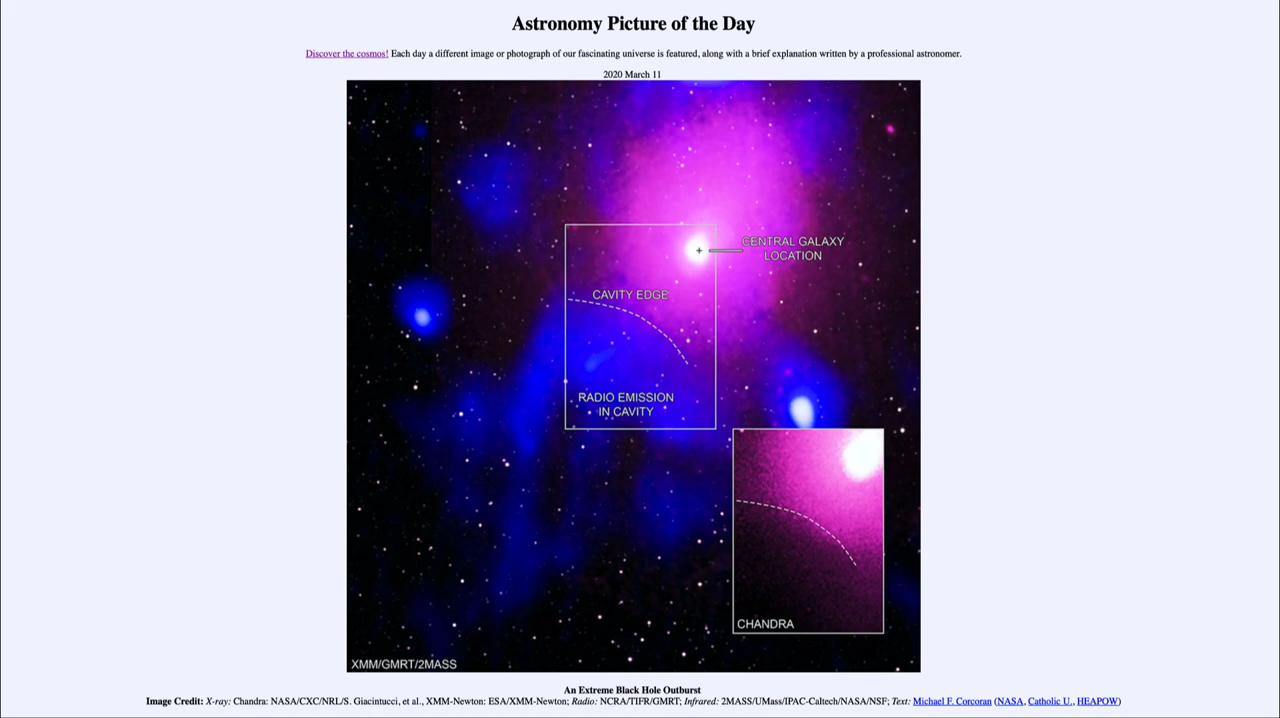 Astronomy Picture of the Day
Discover the cosmos! Each day a different image or photograph of our fascinating universe is featured, along with a brief explanation written by a professional astronomer.
2020 March 11
CENTRAL GALAXY
LOCATION
CAVITY EDGE
RADIO EMISSION
IN CAVITY
CHANDRA
XMM/GMRT/2MASS
An Extreme Black Hole Outburst
Image Credit: X-ray: Chandra: NASA/CXC/NRL/S. Giacintucci, et al., XMM-Newton: ESA/XMM-Newton; Radio: NCRA/TIFR/GMRT; Infrared: 2MASS/UMass/IPAC-Caltech/NASA/NSF; Text: Michael F. Corcoran (NASA, Catholic U., HEAPOW)